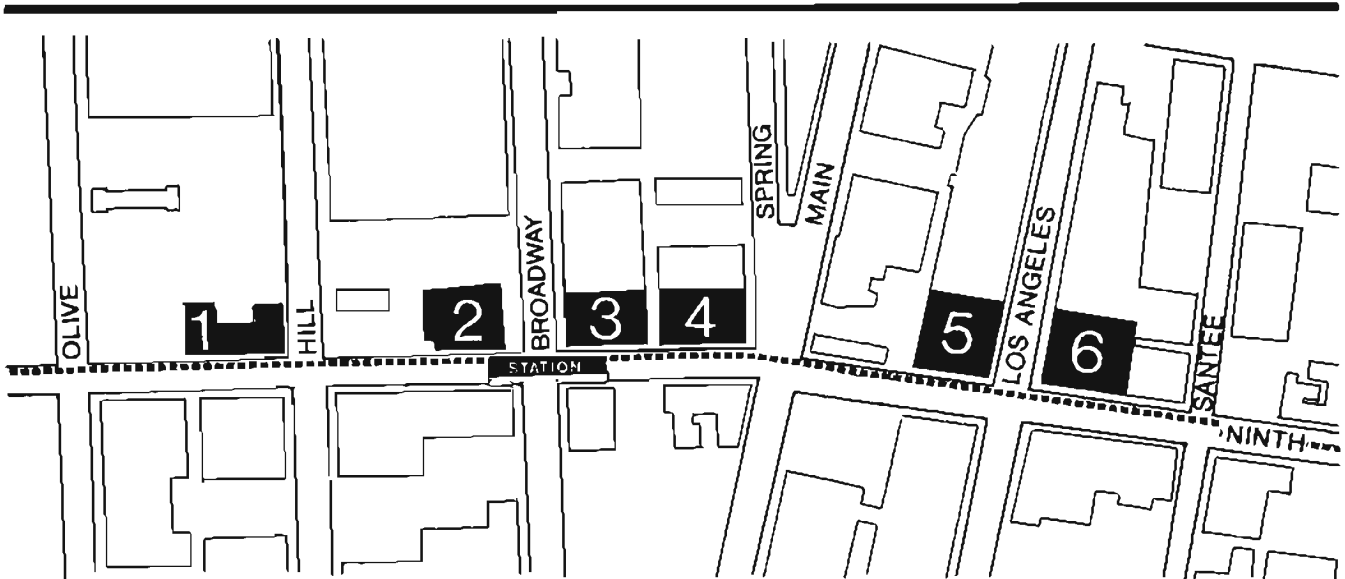 OLIVE
HILL
BROADWAY
SPRING
MAIN
LOS ANGELES
SANTEE
1
2
3
4
5
6
STATION
NINTH